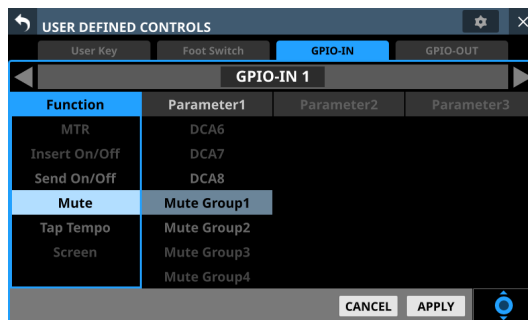 USER DEFINED CONTROLS
User Key Foot Switch GPIO-IN GPIO-OUT
GPIO-IN 1
Function Parameter1 Parameter2 Parameter3
MTR DCA6
Insert On/Off DCA7
Send On/Off DCA8
Mute Mute Group1
Tap Tempo Mute Group2
Screen Mute Group3
Mute Group4
CANCEL APPLY